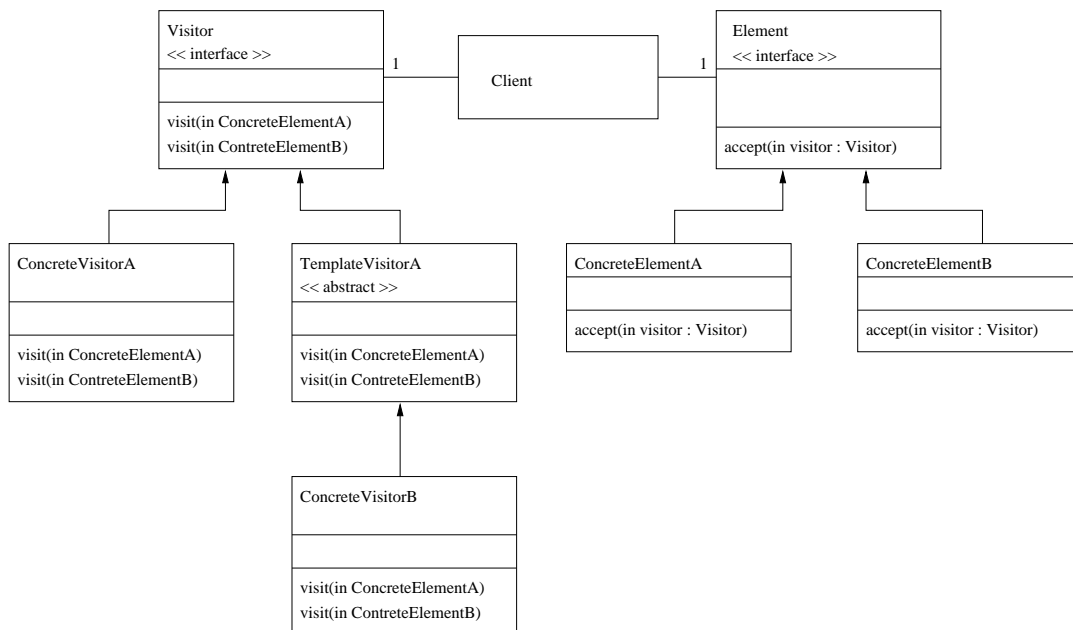 Visitor
<< interface >>
visit(in ConcreteElementA)
visit(in ContreteElementB)
1
Client
1
Element
<< interface >>
accept(in visitor : Visitor)
ConcreteVisitorA
visit(in ConcreteElementA)
visit(in ContreteElementB)
TemplateVisitorA
<< abstract >>
visit(in ConcreteElementA)
visit(in ContreteElementB)
ConcreteElementA
accept(in visitor : Visitor)
ConcreteElementB
accept(in visitor : Visitor)
ConcreteVisitorB
visit(in ConcreteElementA)
visit(in ContreteElementB)